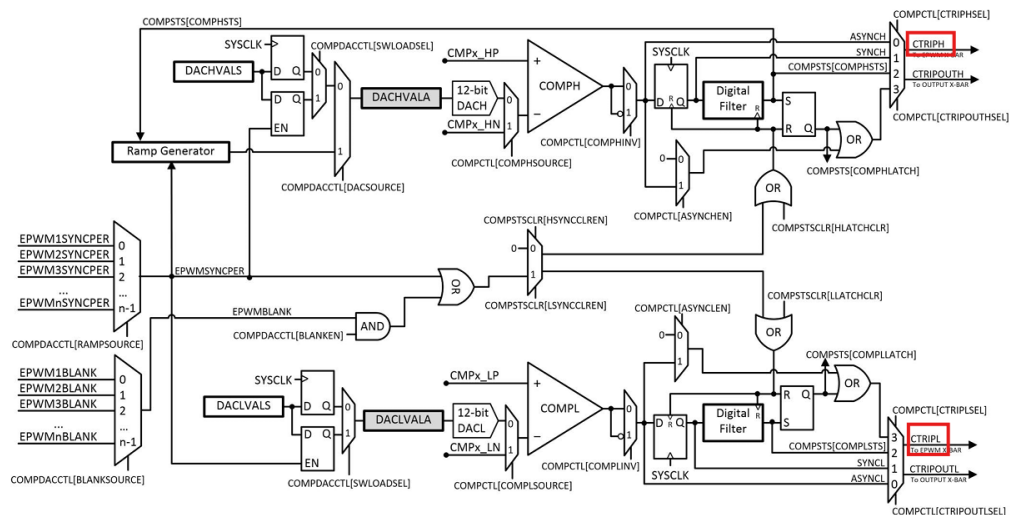 COMPCTL[CTRIPHSEL]
COMPSTS[COMPHSTS]
ASYNCH
0
CTRIPH
To EPWM X-BAR
SYSCLK
D Q
COMPDACCTL[SWLOADSEL]
CMPx_HP
+
SYSCLK
SYNCH
1
COMPSTS[COMPHSTS]
2
CTRIPOUTH
To OUTPUT X-BAR
3
DACHVALS
0
1
D Q
EN
0
1
DACHVALA
12-bit
DACH
0
1
COMPH
−
0
1
D Q
R
Digital
Filter
R
S
R Q
OR
CMPx_HN
COMPCTL[COMPHINV]
COMPCTL[CTRIPOUTHSEL]
Ramp Generator
COMPCTL[COMPHSOURCE]
0
0
1
COMPSTS[COMPHLATCH]
COMPDACCTL[DACSOURCE]
OR
COMPCTL[ASYNCHEN]
COMPSTSCLR[HSYNCCLREN]
COMPSTSCLR[HLATCHCLR]
EPWM1SYNCPER
0
EPWM2SYNCPER
1
EPWM3SYNCPER
2
...
...
EPWMnSYNCPER
n-1
EPWMSYNCPER
OR
0
0
1
COMPSTSCLR[LSYNCCLREN]
COMPSTSCLR[LLATCHCLR]
EPWMBLANK
AND
COMPDACCTL[BLANKEN]
COMPCTL[ASYNCLEN]
OR
COMPDACCTL[RAMPSOURCE]
0
0
1
COMPSTS[COMPLLATCH]
EPWM1BLANK
0
EPWM2BLANK
1
EPWM3BLANK
2
...
...
EPWMnBLANK
n-1
SYSCLK
D Q
CMPx_LP
+
OR
DACLVALS
0
1
D Q
EN
DACLVALA
12-bit
DACL
0
1
COMPL
−
0
1
D Q
R
Digital
Filter
R
R Q
S
COMPCTL[CTRIPLSEL]
3
CTRIPL
To EPWM X-BAR
COMPSTS[COMPLSTS]
2
CMPx_LN
SYSCLK
SYNCL
1
CTRIPOUTL
To OUTPUT X-BAR
ASYNCL
0
COMPCTL[COMPLINV]
COMPDACCTL[BLANKSOURCE]
COMPDACCTL[SWLOADSEL]
COMPCTL[COMPLSOURCE]
COMPCTL[CTRIPOUTLSEL]